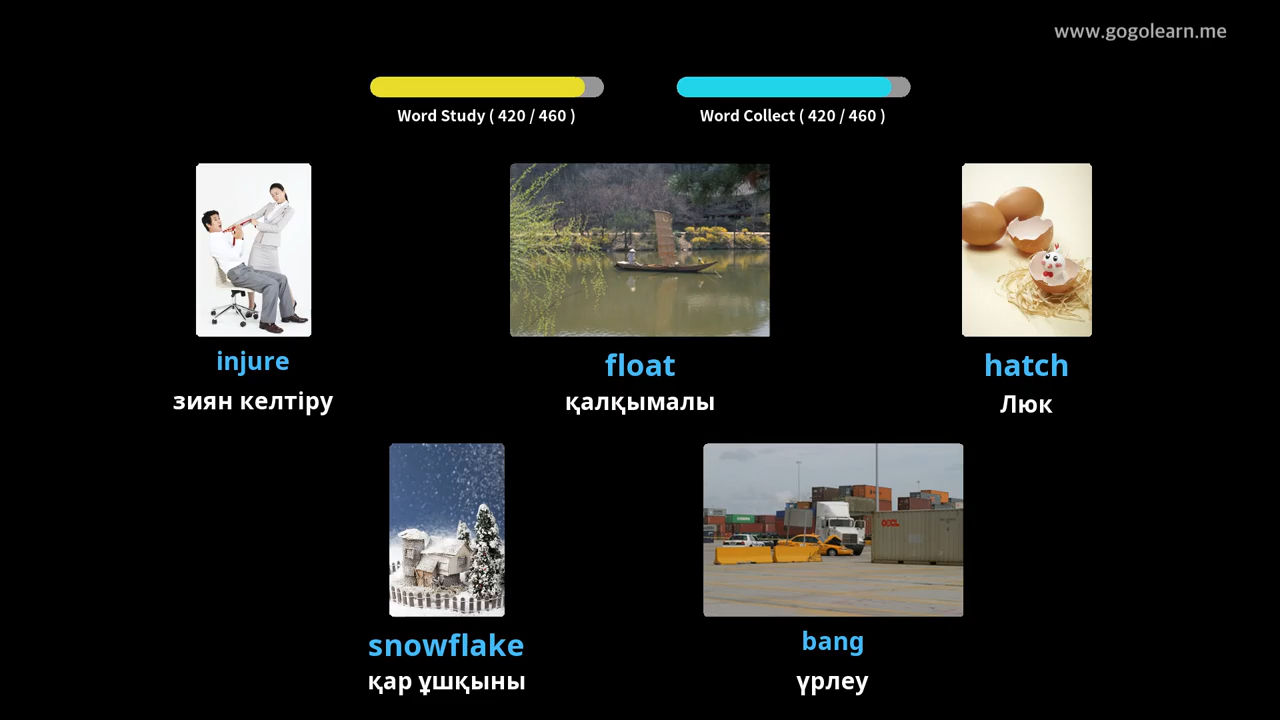 www.gogolearn.me
Word Study ( 420 / 460 )
Word Collect ( 420 / 460 )
injure
зиян келтіру
float
қалқымалы
hatch
Люк
snowflake
қар ұшқыны
bang
үрлеу